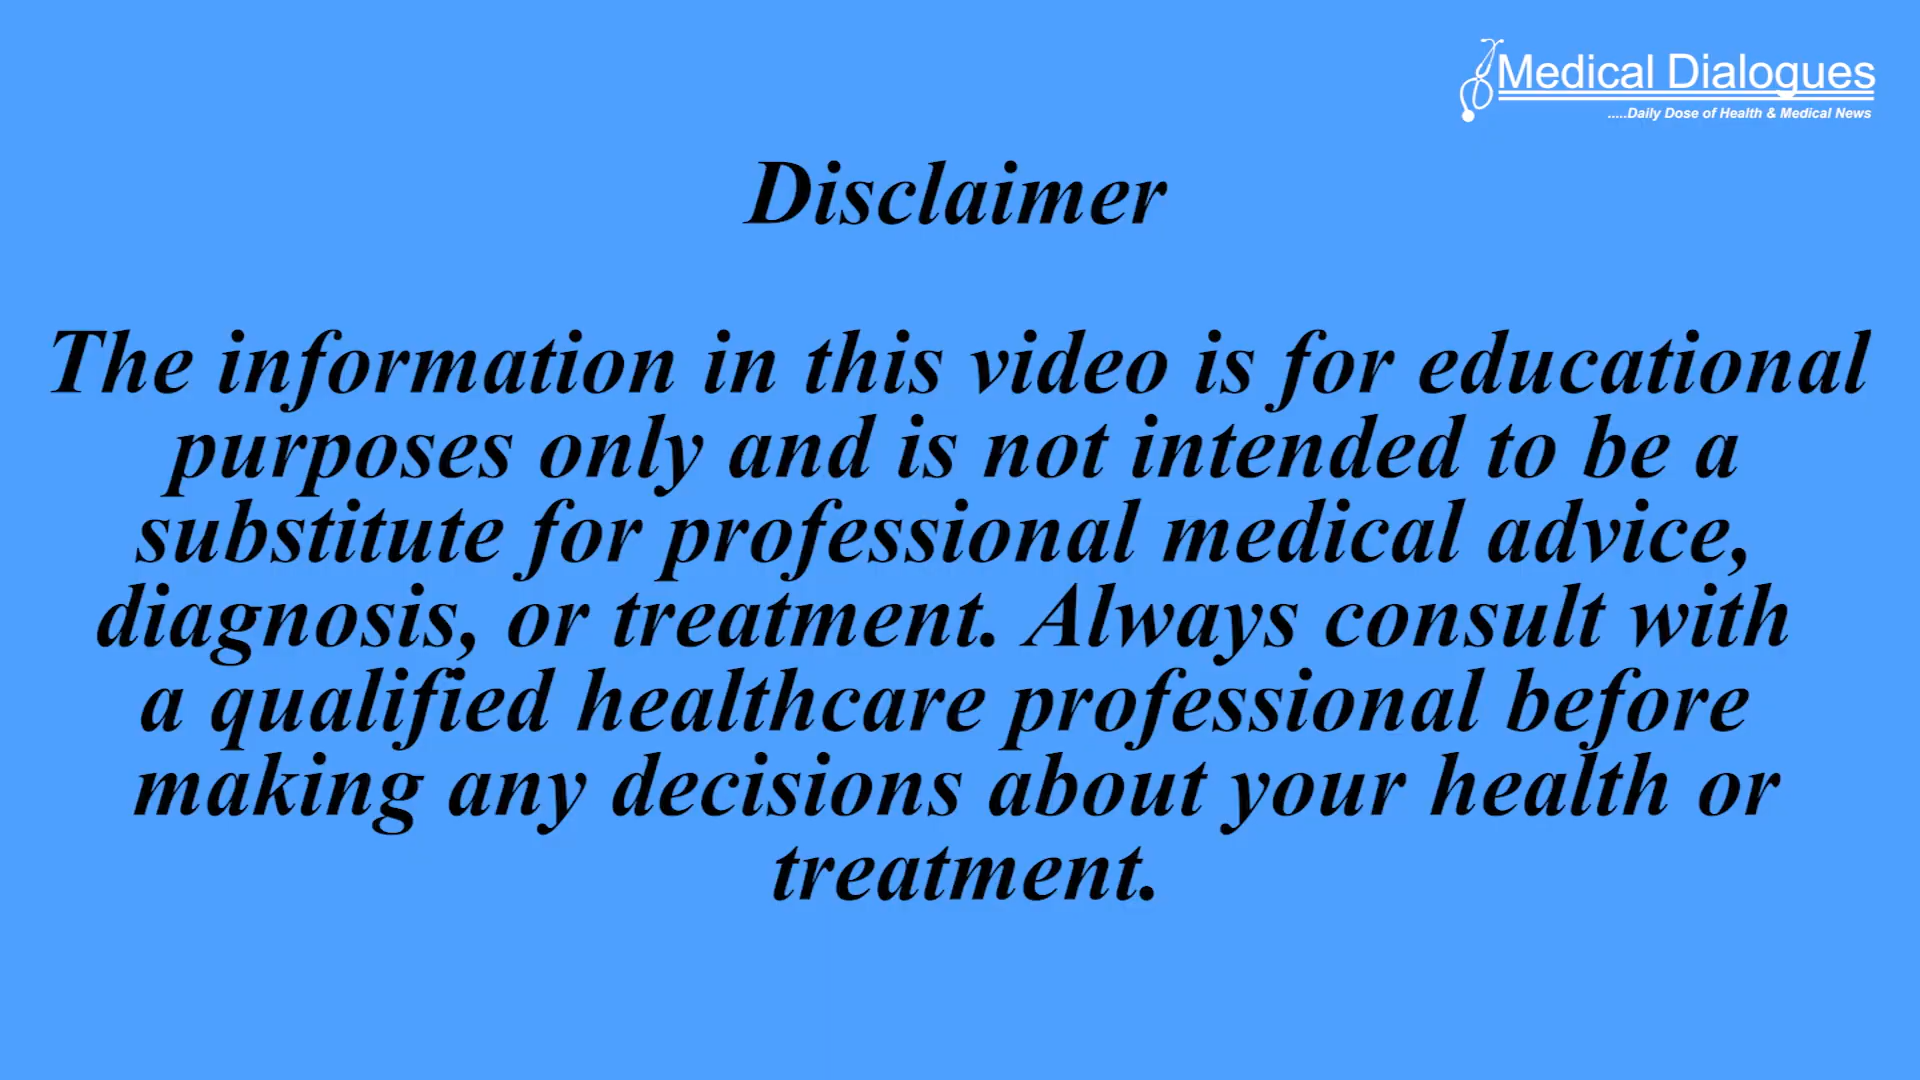 Medical Dialogues
.....Daily Dose of Health & Medical News
Disclaimer
The information in this video is for educational
purposes only and is not intended to be a
substitute for professional medical advice,
diagnosis, or treatment. Always consult with
a qualified healthcare professional before
making any decisions about your health or
treatment.